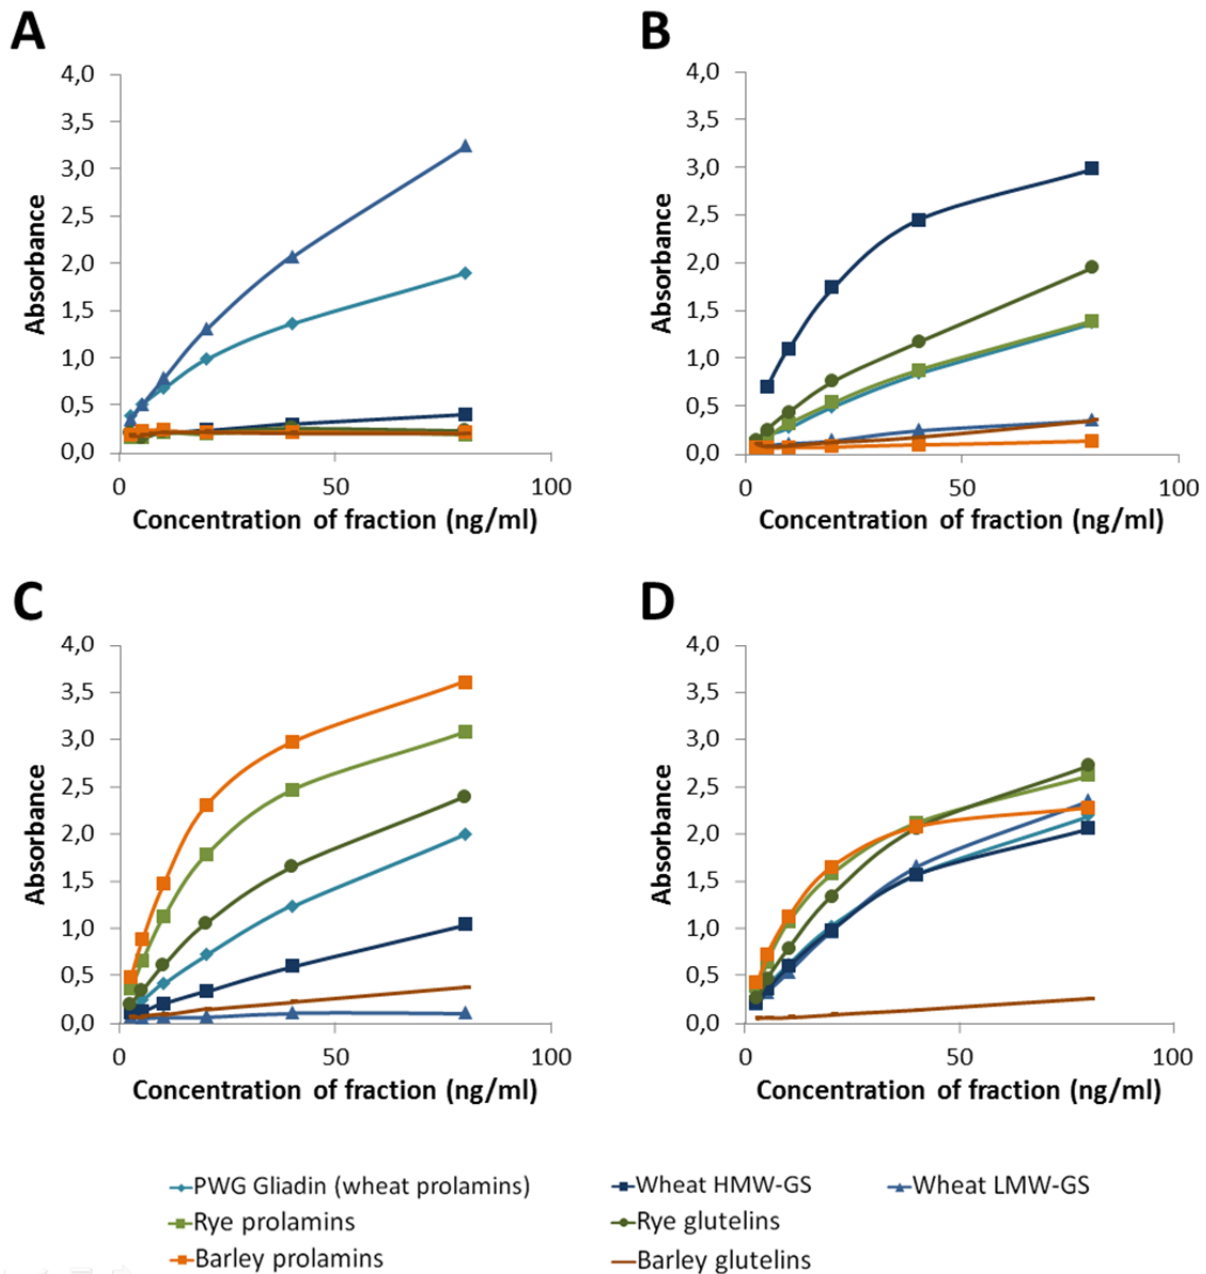 A
B
4,0
3,5
3,0
2,5
2,0
1,5
1,0
0,5
0,0
Absorbance
0 50 100
Concentration of fraction (ng/ml)
4,0
3,5
3,0
2,5
2,0
1,5
1,0
0,5
0,0
Absorbance
0 50 100
Concentration of fraction (ng/ml)
C
D
4,0
3,5
3,0
2,5
2,0
1,5
1,0
0,5
0,0
Absorbance
0 50 100
Concentration of fraction (ng/ml)
4,0
3,5
3,0
2,5
2,0
1,5
1,0
0,5
0,0
Absorbance
0 50 100
Concentration of fraction (ng/ml)
PWG Gliadin (wheat prolamins) Wheat HMW-GS Wheat LMW-GS
Rye prolamins Rye glutelins
Barley prolamins Barley glutelins